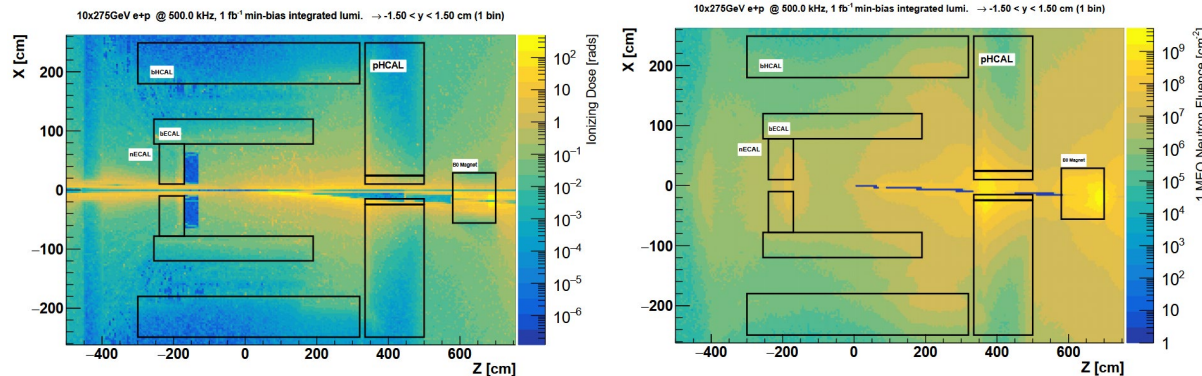 10x275GeV e+p @ 500.0 kHz, 1 fb⁻¹ min-bias integrated lumi. → -1.50 < y < 1.50 cm (1 bin)
X [cm]
200
100
0
−100
−200
−400
−200
0
200
400
600
Z [cm]
bHCAL
bECAL
nECAL
pHCAL
B0 Magnet
10²
10
1
10⁻¹
10⁻²
10⁻³
10⁻⁴
10⁻⁵
10⁻⁶
Ionizing Dose [rads]
10x275GeV e+p @ 500.0 kHz, 1 fb⁻¹ min-bias integrated lumi. → -1.50 < y < 1.50 cm (1 bin)
X [cm]
200
100
0
−100
−200
−400
−200
0
200
400
600
Z [cm]
bHCAL
bECAL
nECAL
pHCAL
B0 Magnet
10⁹
10⁸
10⁷
10⁶
10⁵
10⁴
10³
10²
10
1
1 MEQ Neutron Fluence [cm⁻²]